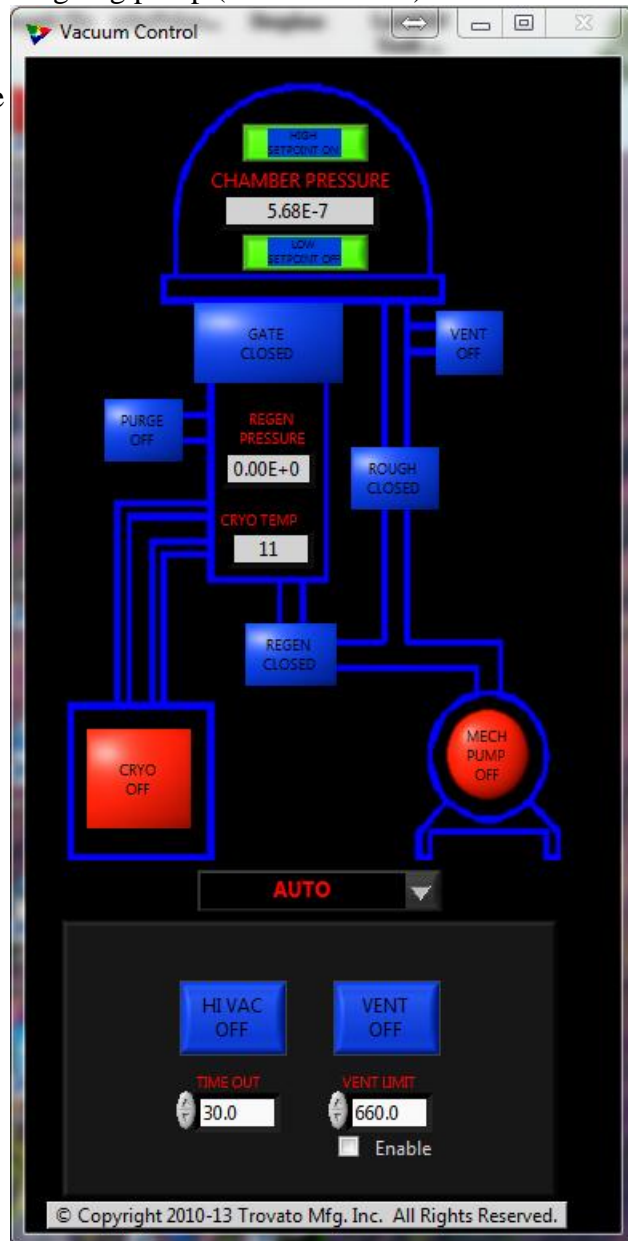 Vacuum Control
HIGH
SETPOINT ON
CHAMBER PRESSURE
5.68E-7
LOW
SETPOINT OFF
GATE
CLOSED
VENT
OFF
PURGE
OFF
REGEN
PRESSURE
0.00E+0
ROUGH
CLOSED
CRYO TEMP
11
REGEN
CLOSED
CRYO
OFF
MECH
PUMP
OFF
AUTO
HI VAC
OFF
VENT
OFF
TIME OUT
30.0
VENT LIMIT
660.0
Enable
© Copyright 2010-13 Trovato Mfg. Inc. All Rights Reserved.